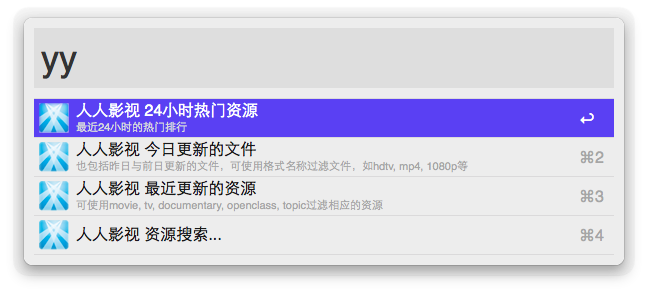 yy
人人影视 24小时热门资源
最近24小时的热门排行
↩
人人影视 今日更新的文件
也包括昨日与前日更新的文件，可使用格式名称过滤文件，如hdtv, mp4, 1080p等
⌘2
人人影视 最近更新的资源
可使用movie, tv, documentary, openclass, topic过滤相应的资源
⌘3
人人影视 资源搜索...
⌘4